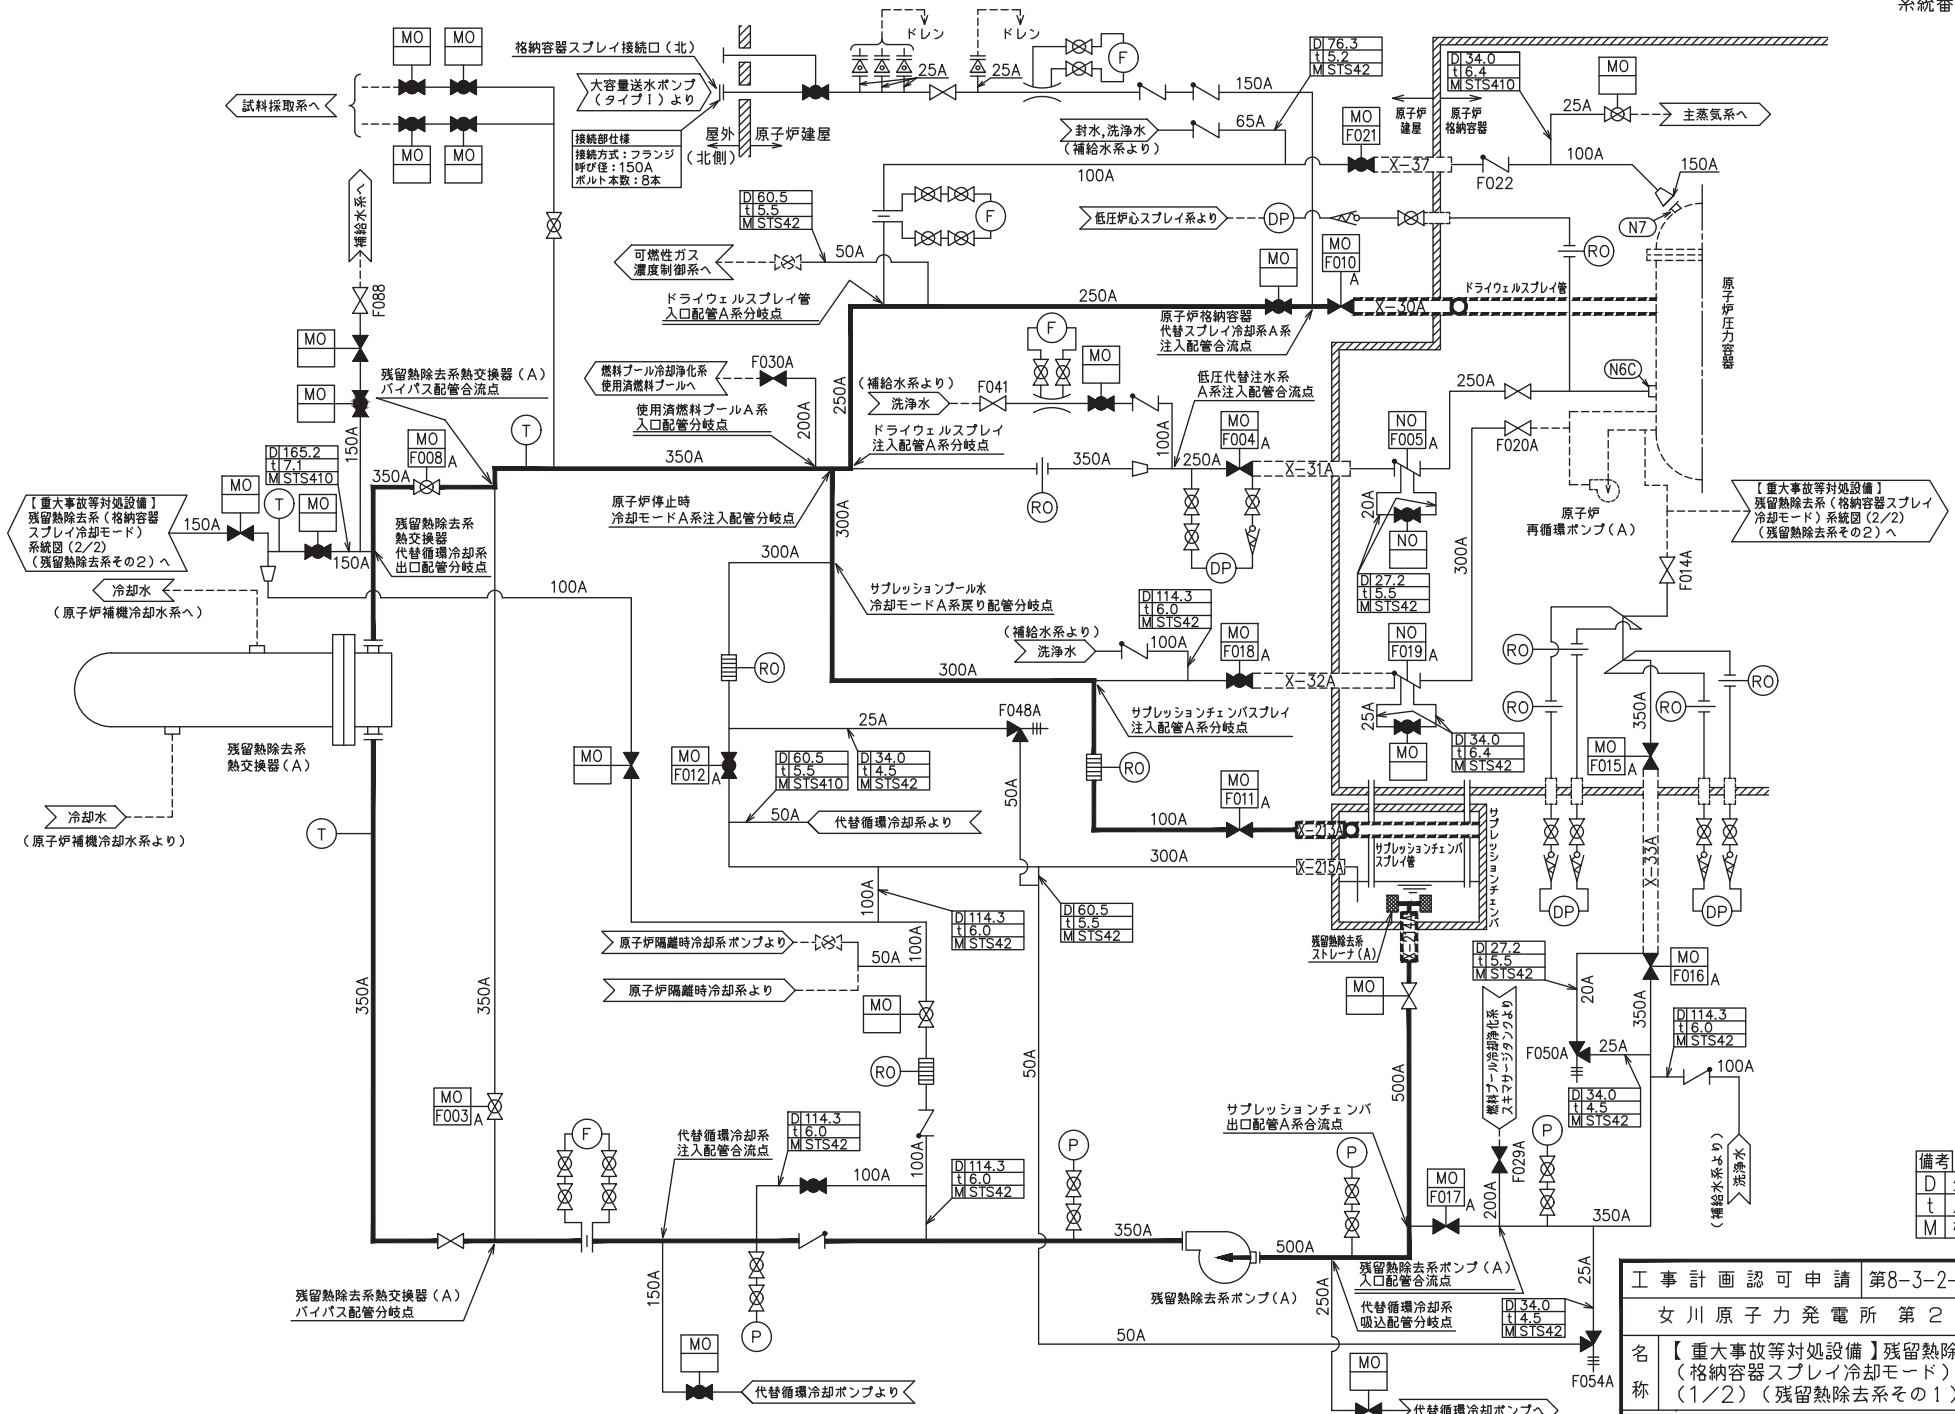 系統番
MO
MO
MO
MO
試料採取系へ
格納容器スプレイ接続口(北)
大容量送水ポンプ
(タイプⅠ)より
接続部仕様
接続方式:フランジ
呼び径:150A
ボルト本数:8本
屋外
(北側)
原子炉建屋
ドレン
ドレン
25A
25A
F
150A
D 76.3
t 5.2
M STS42
封水,洗浄水
(補給水系より)
65A
100A
MO
F021
X-37
原子炉
建屋
原子炉
格納容器
D 34.0
t 6.4
M STS410
MO
25A
主蒸気系へ
F022
100A
150A
N7
補給水系へ
F088
MO
MO
150A
D 60.5
t 5.5
M STS42
F
可燃性ガス
濃度制御系へ
50A
ドライウェルスプレイ管
入口配管A系分岐点
低圧炉心スプレイ系より
DP
RO
MO
MO
F010
A
250A
X-30A
ドライウェルスプレイ管
原子炉圧力容器
原子炉格納容器
代替スプレイ冷却系A系
注入配管合流点
残留熱除去系熱交換器(A)
バイパス配管合流点
燃料プール冷却浄化系
使用済燃料プールへ
F030A
使用済燃料プールA系
入口配管分岐点
200A
250A
(補給水系より)
洗浄水
F041
F
MO
100A
低圧代替注水系
A系注入配管合流点
ドライウェルスプレイ
注入配管A系分岐点
N6C
250A
T
350A
350A
RO
250A
MO
F004
A
X-31A
NO
F005
A
F020A
D 165.2
t 7.1
M STS410
350A
MO
F008
A
MO
T
MO
【重大事故等対処設備】
残留熱除去系(格納容器
スプレイ冷却モード)
系統図(2/2)
(残留熱除去系その2)へ
150A
150A
残留熱除去系
熱交換器
代替循環冷却系
出口配管分岐点
原子炉停止時
冷却モードA系注入配管分岐点
300A
DP
20A
NO
D 27.2
t 5.5
M STS42
300A
原子炉
再循環ポンプ(A)
【重大事故等対処設備】
残留熱除去系(格納容器スプレイ
冷却モード)系統図(2/2)
(残留熱除去系その2)へ
F014A
冷却水
(原子炉補機冷却水系へ)
100A
300A
サプレッションプール水
冷却モードA系戻り配管分岐点
D 114.3
t 6.0
M STS42
(補給水系より)
洗浄水
100A
MO
F018
A
X-32A
NO
F019
A
RO
RO
RO
RO
RO
300A
25A
MO
D 34.0
t 6.4
M STS42
350A
MO
F015
A
残留熱除去系
熱交換器(A)
冷却水
(原子炉補機冷却水系より)
T
MO
MO
F012
A
25A
F048A
D 60.5
t 5.5
M STS410
D 34.0
t 4.5
M STS42
50A
50A
代替循環冷却系より
サプレッションチェンバスプレイ
注入配管A系分岐点
RO
MO
F011
A
100A
X-213A
サプレッションチェンバ
スプレイ管
サプレッションチェンバ
300A
X-215A
X-33A
DP
DP
100A
D 114.3
t 6.0
M STS42
D 60.5
t 5.5
M STS42
残留熱除去系
ストレーナ(A)
X-214A
原子炉隔離時冷却系ポンプより
50A
100A
原子炉隔離時冷却系より
350A
350A
MO
RO
50A
MO
500A
D 27.2
t 5.5
M STS42
20A
350A
MO
F016
A
燃料プール冷却浄化系
スキマサージタンクより
F050A
25A
D 34.0
t 4.5
M STS42
D 114.3
t 6.0
M STS42
100A
(補給水系より)
洗浄水
MO
F003
A
F
代替循環冷却系
注入配管合流点
D 114.3
t 6.0
M STS42
100A
100A
D 114.3
t 6.0
M STS42
P
サプレッションチェンバ
出口配管A系合流点
P
MO
F017
A
F029A
200A
P
350A
350A
500A
残留熱除去系ポンプ(A)
残留熱除去系ポンプ(A)
入口配管合流点
残留熱除去系熱交換器(A)
バイパス配管分岐点
150A
P
250A
代替循環冷却系
吸込配管分岐点
25A
D 34.0
t 4.5
M STS42
50A
F054A
MO
代替循環冷却ポンプより
MO
代替循環冷却ポンプへ
備考
D
t
M
工事計画認可申請 第8-3-2-
女川原子力発電所 第2
名称
【重大事故等対処設備】残留熱除
(格納容器スプレイ冷却モード)
(1/2)(残留熱除去系その1)